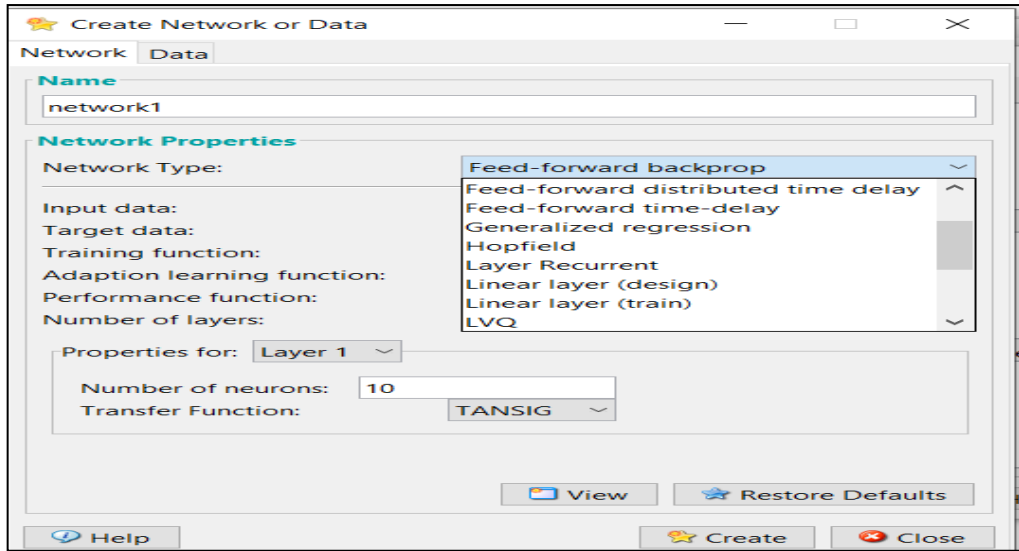 Create Network or Data
Network Data
Name
network1
Network Properties
Network Type: Feed-forward backprop
Feed-forward distributed time delay
Input data: Feed-forward time-delay
Target data: Generalized regression
Training function: Hopfield
Adaption learning function: Layer Recurrent
Performance function: Linear layer (design)
Linear layer (train)
Number of layers: LVQ
Properties for: Layer 1
Number of neurons: 10
Transfer Function: TANSIG
View Restore Defaults
Help Create Close